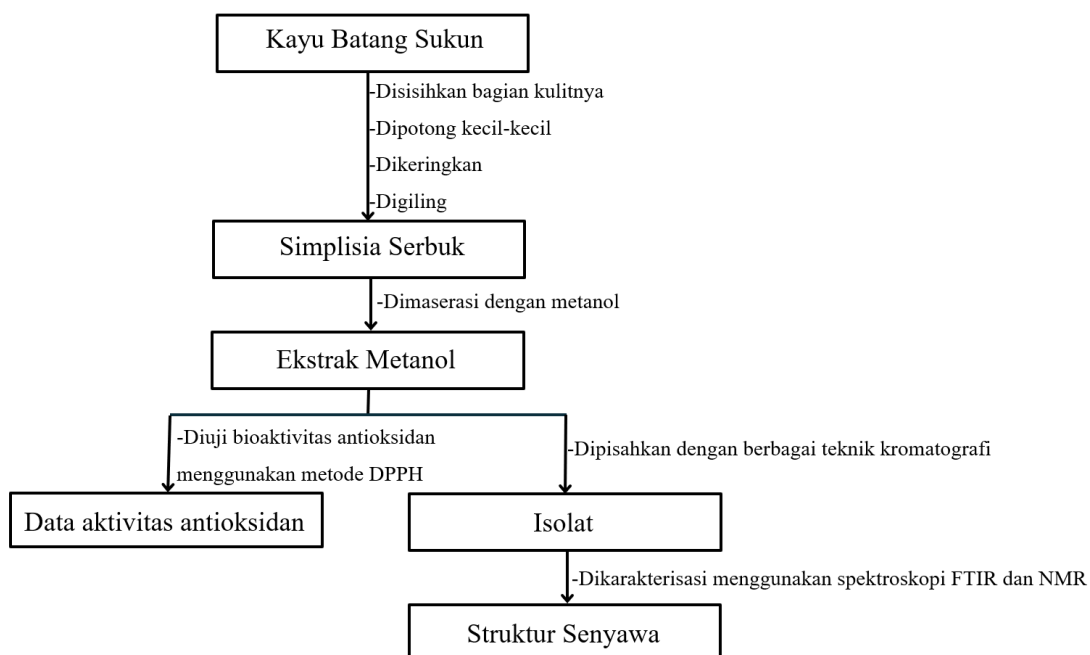 Kayu Batang Sukun
-Disisihkan bagian kulitnya
-Dipotong kecil-kecil
-Dikeringkan
-Digiling
Simplisia Serbuk
-Dimaserasi dengan metanol
Ekstrak Metanol
-Diuji bioaktivitas antioksidan
menggunakan metode DPPH
-Dipisahkan dengan berbagai teknik kromatografi
Data aktivitas antioksidan
Isolat
-Dikarakterisasi menggunakan spektroskopi FTIR dan NMR
Struktur Senyawa